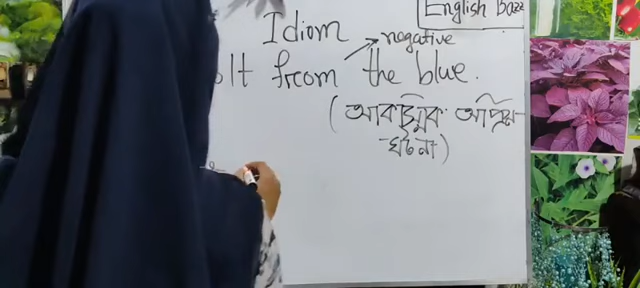 English Bazz
Idiom
negative
olt from the blue.
(আকস্মিক অপ্রিয়-
ঘটনা)